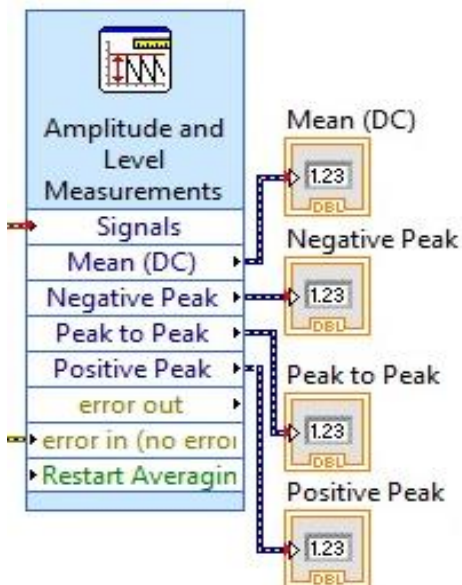 Amplitude and
Level
Measurements
Signals
Mean (DC)
Negative Peak
Peak to Peak
Positive Peak
error out
error in (no erro
Restart Averagin
Mean (DC)
1.23
DBL
Negative Peak
1.23
DBL
Peak to Peak
1.23
DBL
Positive Peak
1.23
DBL